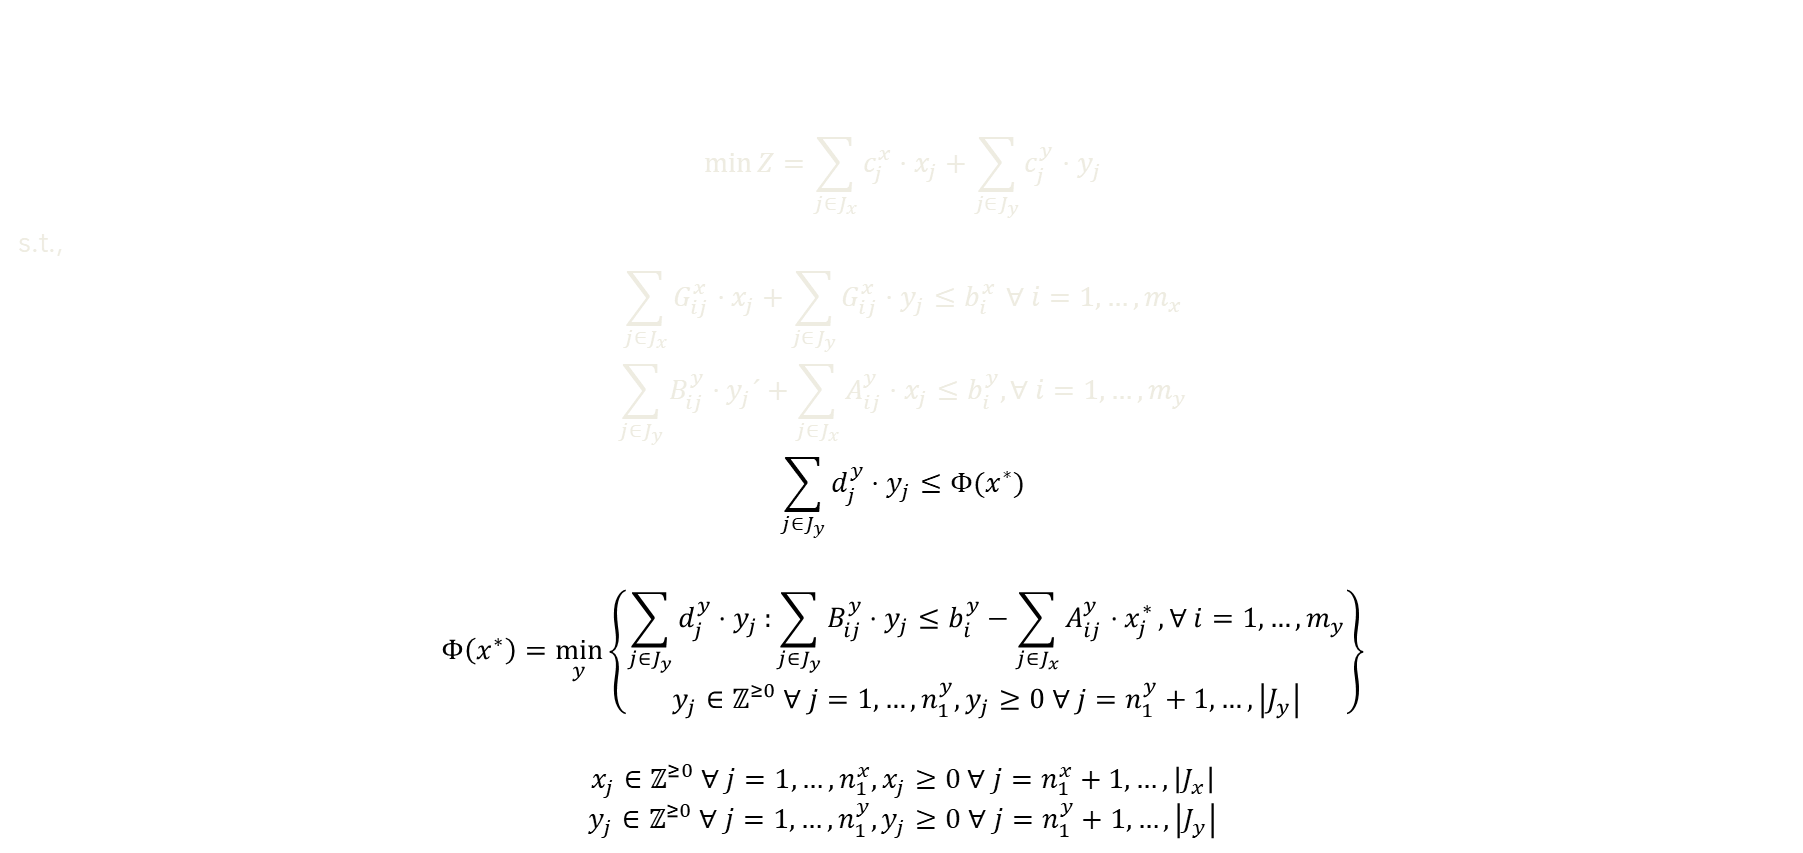 min Z = ∑_{j∈J_x} c_j^x · x_j + ∑_{j∈J_y} c_j^y · y_j
s.t.,
∑_{j∈J_x} G_{ij}^x · x_j + ∑_{j∈J_y} G_{ij}^x · y_j ≤ b_i^x ∀ i = 1, … , m_x
∑_{j∈J_y} B_{ij}^y · y_j´ + ∑_{j∈J_x} A_{ij}^y · x_j ≤ b_i^y , ∀ i = 1, … , m_y
∑_{j∈J_y} d_j^y · y_j ≤ Φ(x^*)
Φ(x^*) = min_y { ∑_{j∈J_y} d_j^y · y_j : ∑_{j∈J_y} B_{ij}^y · y_j ≤ b_i^y − ∑_{j∈J_x} A_{ij}^y · x_j^* , ∀ i = 1, … , m_y
y_j ∈ ℤ^{≥0} ∀ j = 1, … , n_1^y , y_j ≥ 0 ∀ j = n_1^y + 1, … , |J_y| }
x_j ∈ ℤ^{≥0} ∀ j = 1, … , n_1^x , x_j ≥ 0 ∀ j = n_1^x + 1, … , |J_x|
y_j ∈ ℤ^{≥0} ∀ j = 1, … , n_1^y , y_j ≥ 0 ∀ j = n_1^y + 1, … , |J_y|